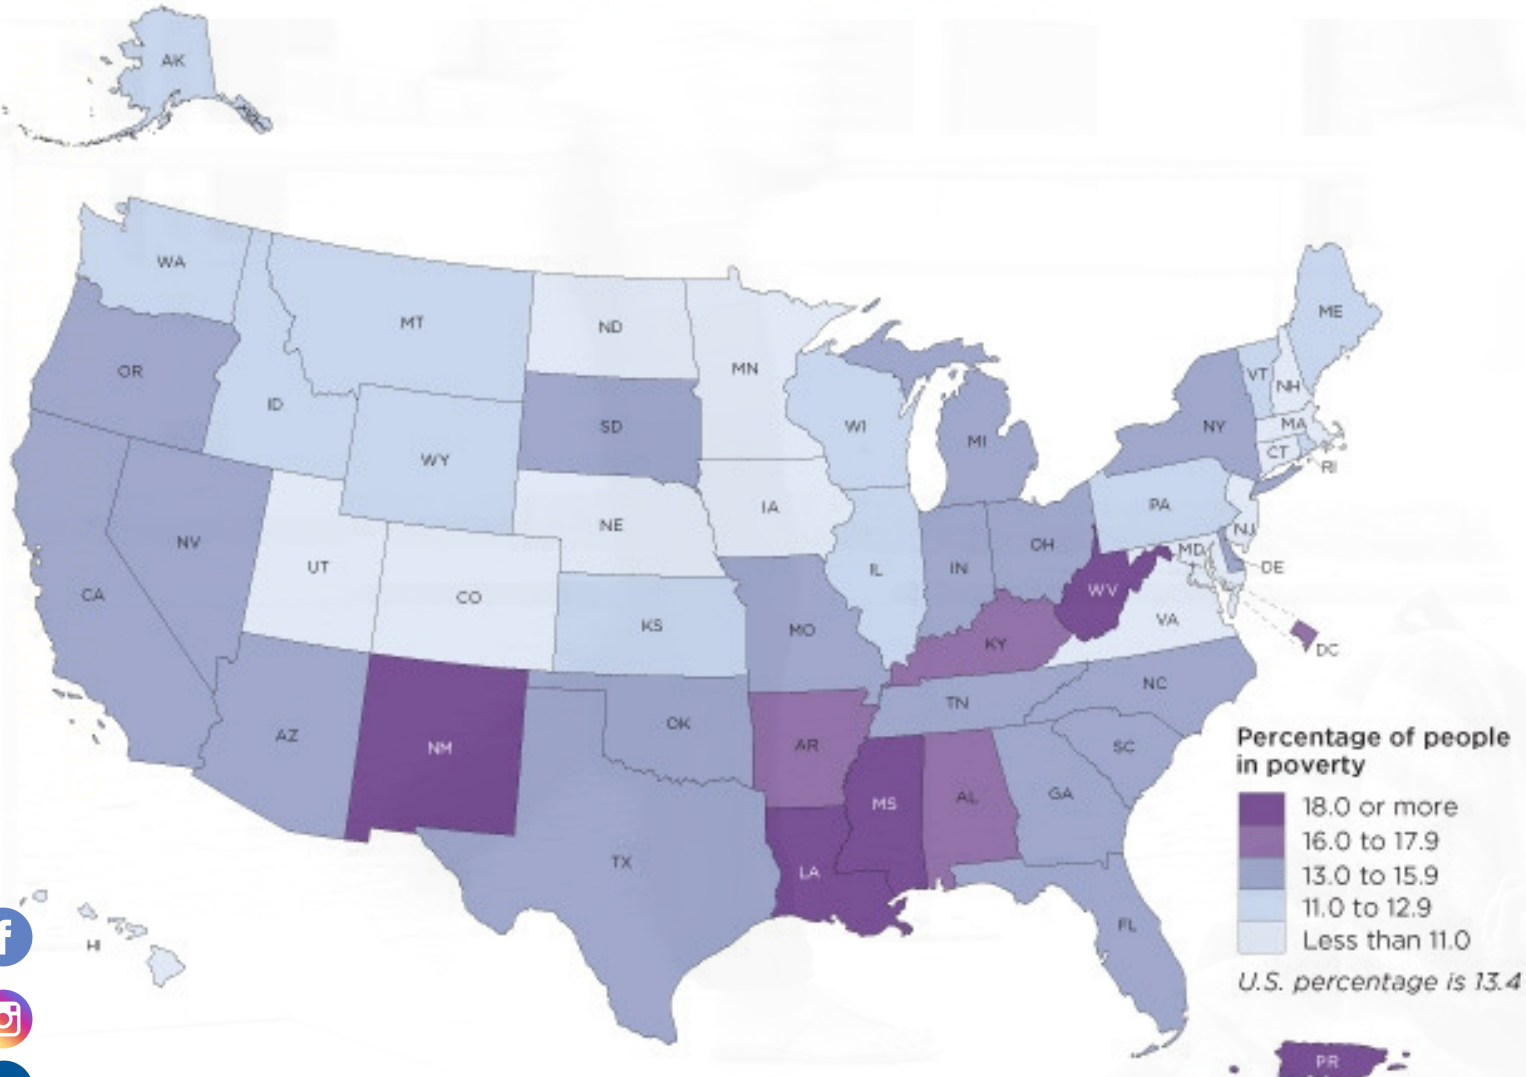 AK
WA
MT
ND
MN
ME
OR
ID
WY
SD
WI
MI
NY
VT
NH
MA
CT
RI
NV
UT
CO
NE
IA
IL
IN
OH
PA
NJ
MD
DE
CA
KS
MO
KY
WV
VA
DC
AZ
NM
OK
AR
TN
NC
TX
LA
MS
AL
GA
SC
FL
HI
Percentage of people
in poverty
18.0 or more
16.0 to 17.9
13.0 to 15.9
11.0 to 12.9
Less than 11.0
U.S. percentage is 13.4
PR